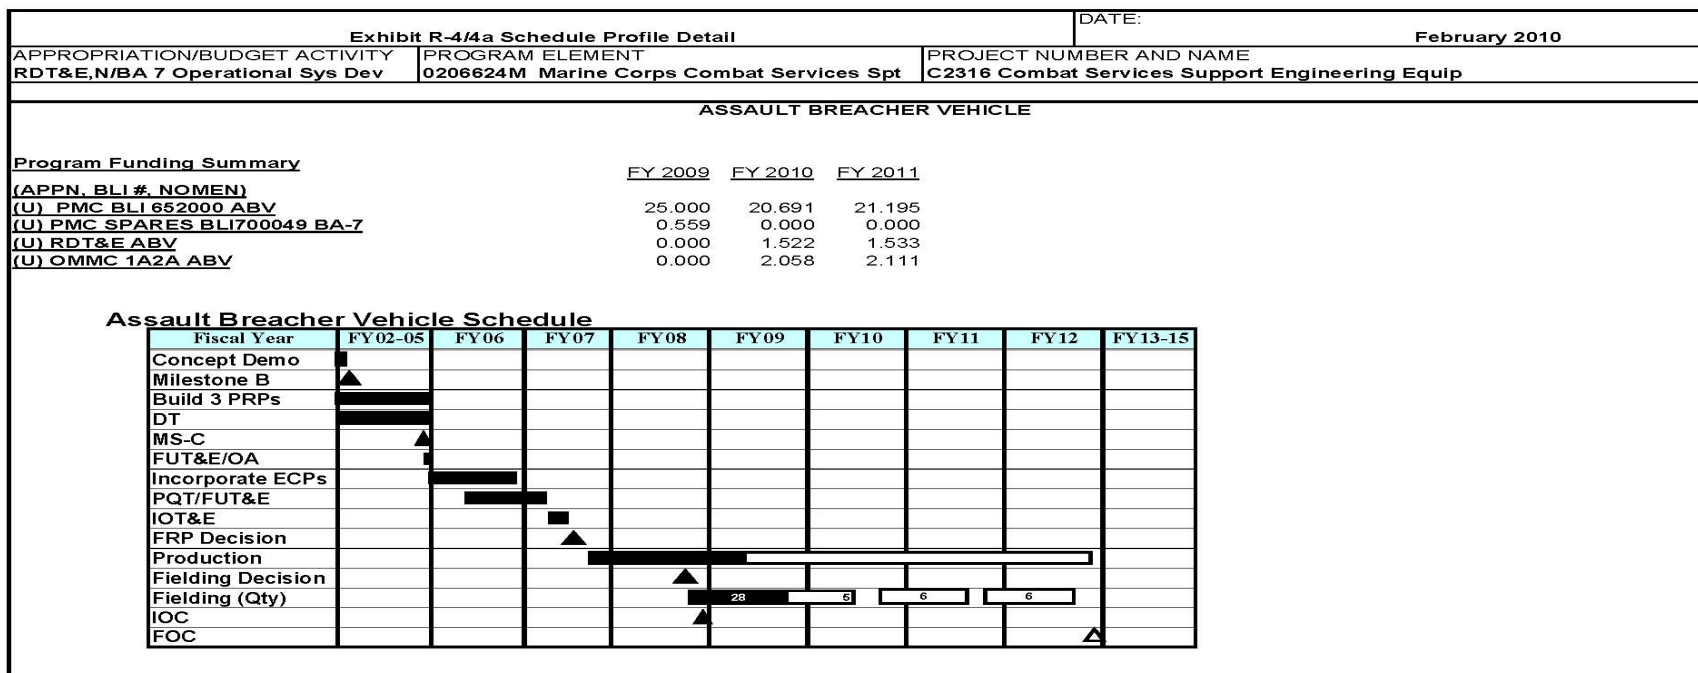 DATE:
Exhibit R-4/4a Schedule Profile Detail February 2010
APPROPRIATION/BUDGET ACTIVITY PROGRAM ELEMENT PROJECT NUMBER AND NAME
RDT&E,N/BA 7 Operational Sys Dev 0206624M Marine Corps Combat Services Spt C2316 Combat Services Support Engineering Equip
ASSAULT BREACHER VEHICLE
Program Funding Summary FY 2009 FY 2010 FY 2011
(APPN, BLI #, NOMEN)
(U) PMC BLI 652000 ABV 25.000 20.691 21.195
(U) PMC SPARES BLI700049 BA-7 0.559 0.000 0.000
(U) RDT&E ABV 0.000 1.522 1.533
(U) OMMC 1A2A ABV 0.000 2.058 2.111
Assault Breacher Vehicle Schedule
Fiscal Year FY02-05 FY06 FY07 FY08 FY09 FY10 FY11 FY12 FY13-15
Concept Demo
Milestone B
Build 3 PRPs
DT
MS-C
FUT&E/OA
Incorporate ECPs
PQT/FUT&E
IOT&E
FRP Decision
Production
Fielding Decision
Fielding (Qty) 28 5 6 6
IOC
FOC